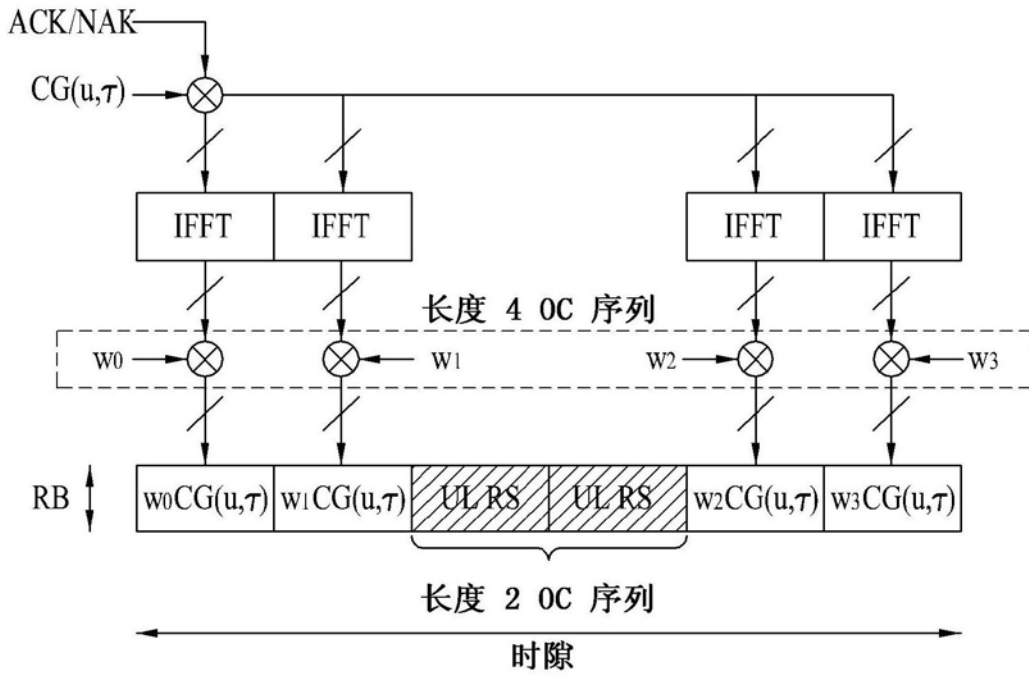 ACK/NAK
CG(u,τ)
IFFT IFFT IFFT IFFT
长度 4 OC 序列
W0 W1 W2 W3
RB
W0CG(u,τ) W1CG(u,τ) UL RS UL RS W2CG(u,τ) W3CG(u,τ)
长度 2 OC 序列
时隙